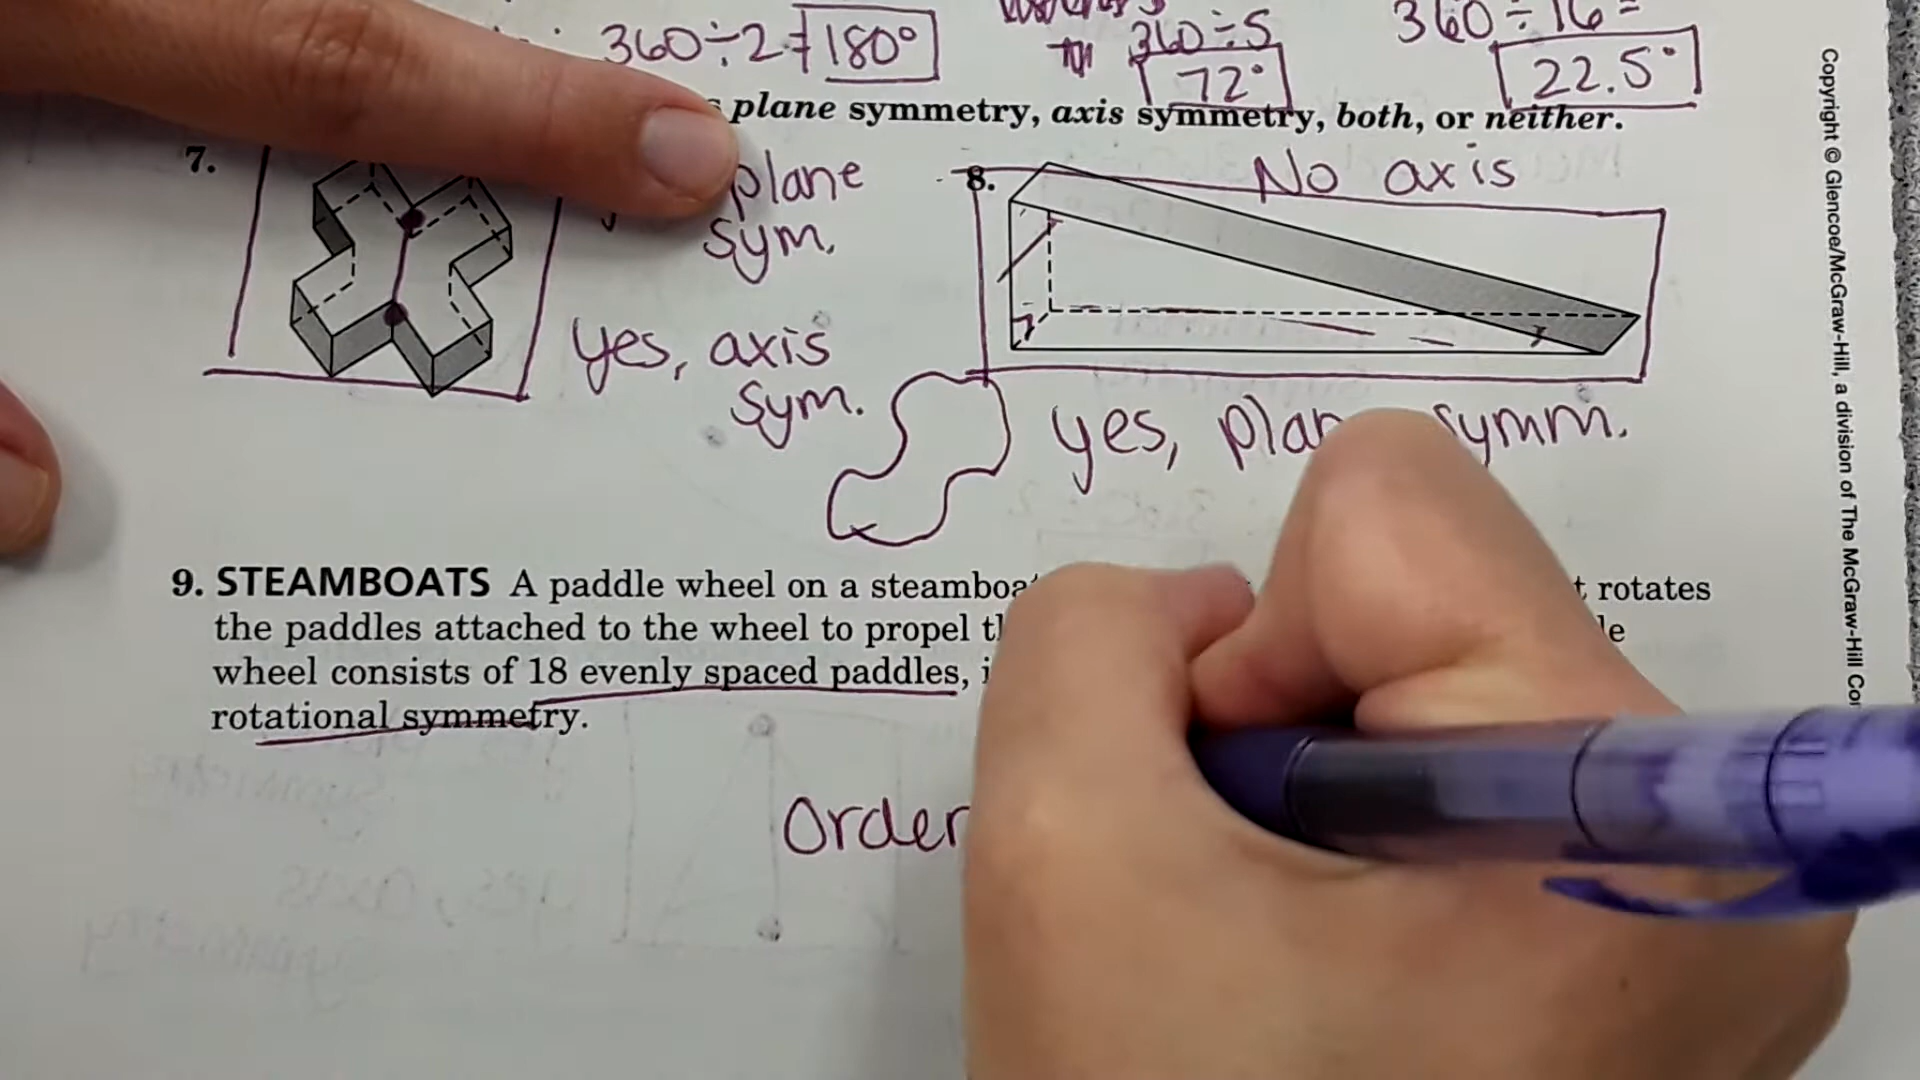 360÷2=180°
360÷5
72°
360÷16=
22.5°
plane symmetry, axis symmetry, both, or neither.
7.
plane
sym.
yes, axis
sym.
8.
No axis
yes, symm.
9. STEAMBOATS A paddle wheel on a
rotates
the paddles attached to the wheel to propel
wheel consists of 18 evenly spaced paddles,
rotational symmetry.
Order
Copyright © Glencoe/McGraw-Hill, a division of The McGraw-Hill